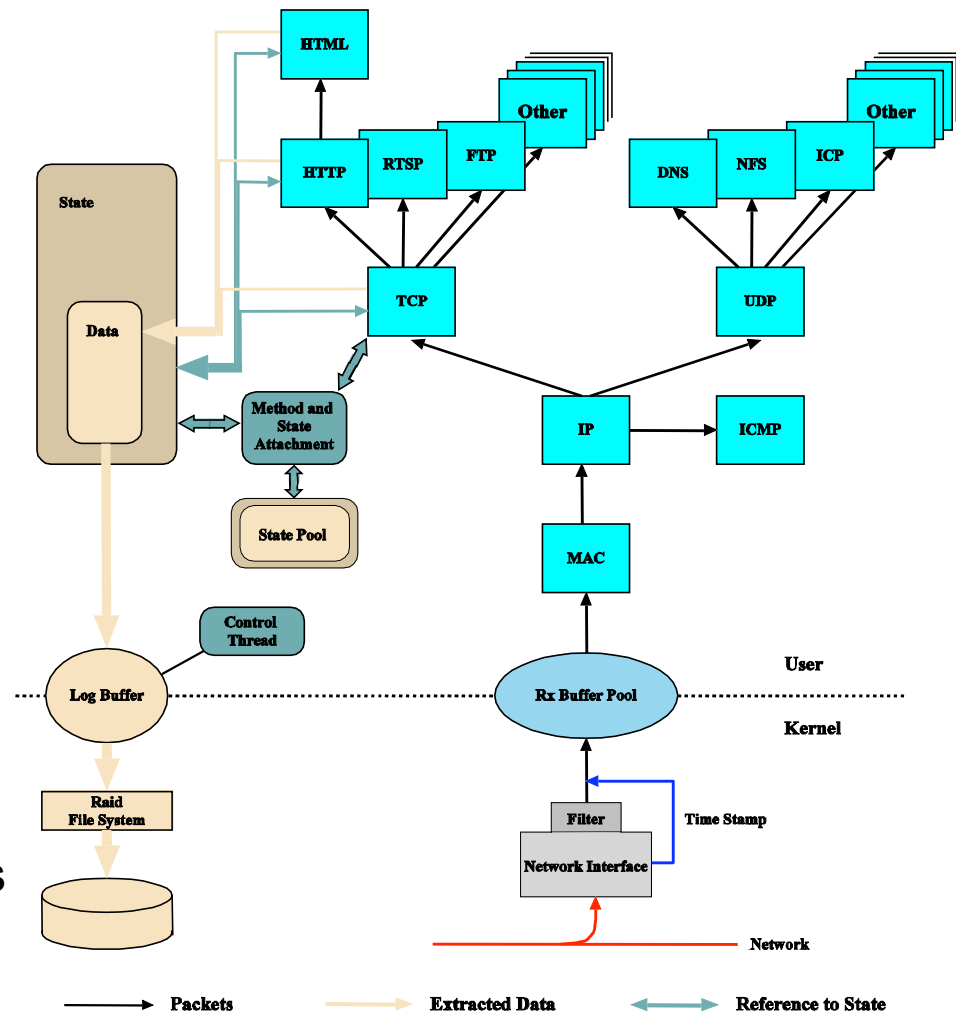 HTML
Other
Other
FTP
ICP
HTTP
RTSP
DNS
NFS
State
TCP
UDP
Data
Method and
State
Attachment
IP
ICMP
State Pool
MAC
Control
Thread
User
Log Buffer
Rx Buffer Pool
Kernel
Raid
File System
Filter
Time Stamp
Network Interface
s
Network
Packets
Extracted Data
Reference to State